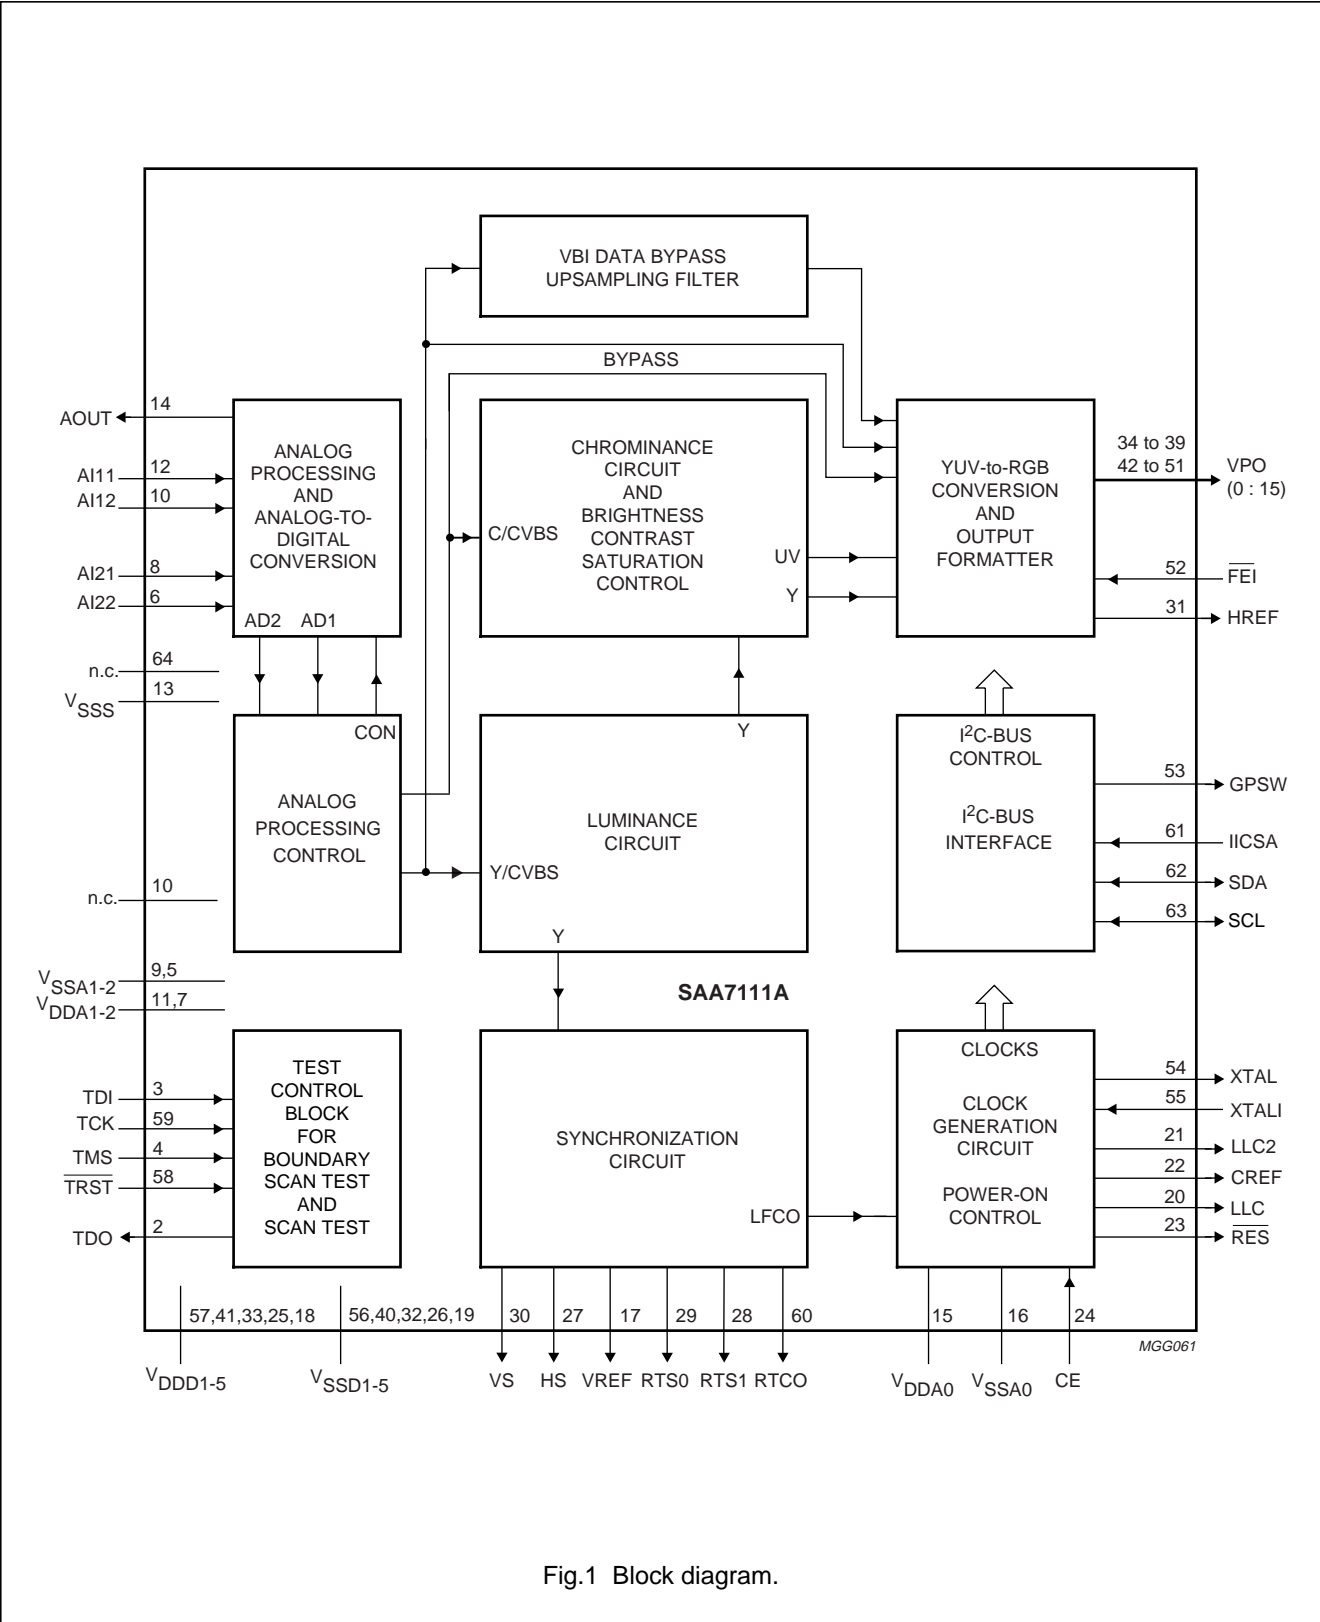 VBI DATA BYPASS
UPSAMPLING FILTER
BYPASS
AOUT
14
AI11
12
AI12
10
AI21
8
AI22
6
ANALOG
PROCESSING
AND
ANALOG-TO-
DIGITAL
CONVERSION
AD2
AD1
C/CVBS
CHROMINANCE
CIRCUIT
AND
BRIGHTNESS
CONTRAST
SATURATION
CONTROL
UV
Y
YUV-to-RGB
CONVERSION
AND
OUTPUT
FORMATTER
34 to 39
42 to 51
VPO
(0 : 15)
52
FEI
31
HREF
n.c.
64
VSSS
13
CON
ANALOG
PROCESSING
CONTROL
Y
LUMINANCE
CIRCUIT
Y/CVBS
Y
I2C-BUS
CONTROL
I2C-BUS
INTERFACE
53
GPSW
61
IICSA
62
SDA
63
SCL
n.c.
10
VSSA1-2
9,5
VDDA1-2
11,7
SAA7111A
TDI
3
TCK
59
TMS
4
TRST
58
TDO
2
TEST
CONTROL
BLOCK
FOR
BOUNDARY
SCAN TEST
AND
SCAN TEST
SYNCHRONIZATION
CIRCUIT
LFCO
CLOCKS
CLOCK
GENERATION
CIRCUIT
POWER-ON
CONTROL
54
XTAL
55
XTALI
21
LLC2
22
CREF
20
LLC
23
RES
57,41,33,25,18
56,40,32,26,19
30
27
17
29
28
60
15
16
24
MGG061
VDDD1-5
VSSD1-5
VS
HS
VREF
RTS0
RTS1
RTCO
VDDA0
VSSA0
CE
Fig.1 Block diagram.